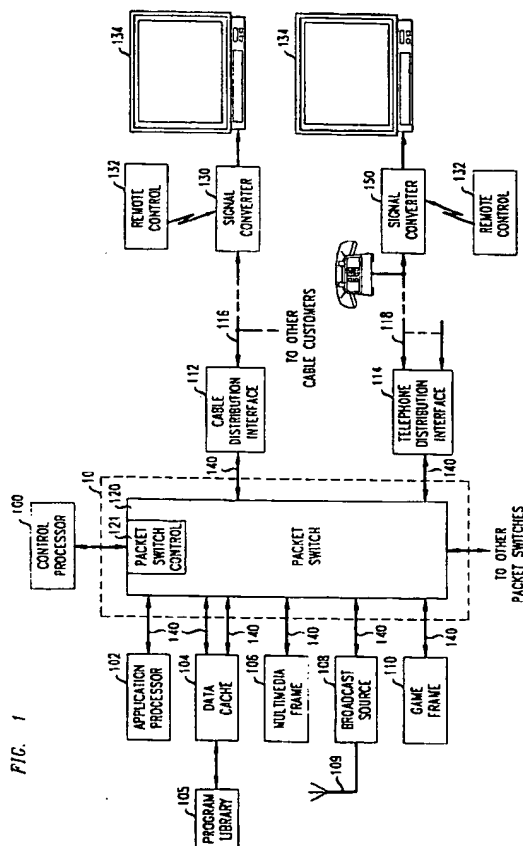 FIG. 1
100
CONTROL
PROCESSOR
10
120
121
PACKET
SWITCH
CONTROL
PACKET
SWITCH
102
APPLICATION
PROCESSOR
140
104
DATA
CACHE
140
140
105
PROGRAM
LIBRARY
106
MULTIMEDIA
FRAME
140
108
BROADCAST
SOURCE
140
109
110
GAME
FRAME
140
TO OTHER
PACKET SWITCHES
112
CABLE
DISTRIBUTION
INTERFACE
140
116
TO OTHER
CABLE CUSTOMERS
114
TELEPHONE
DISTRIBUTION
INTERFACE
140
118
132
REMOTE
CONTROL
130
SIGNAL
CONVERTER
134
150
SIGNAL
CONVERTER
132
REMOTE
CONTROL
134